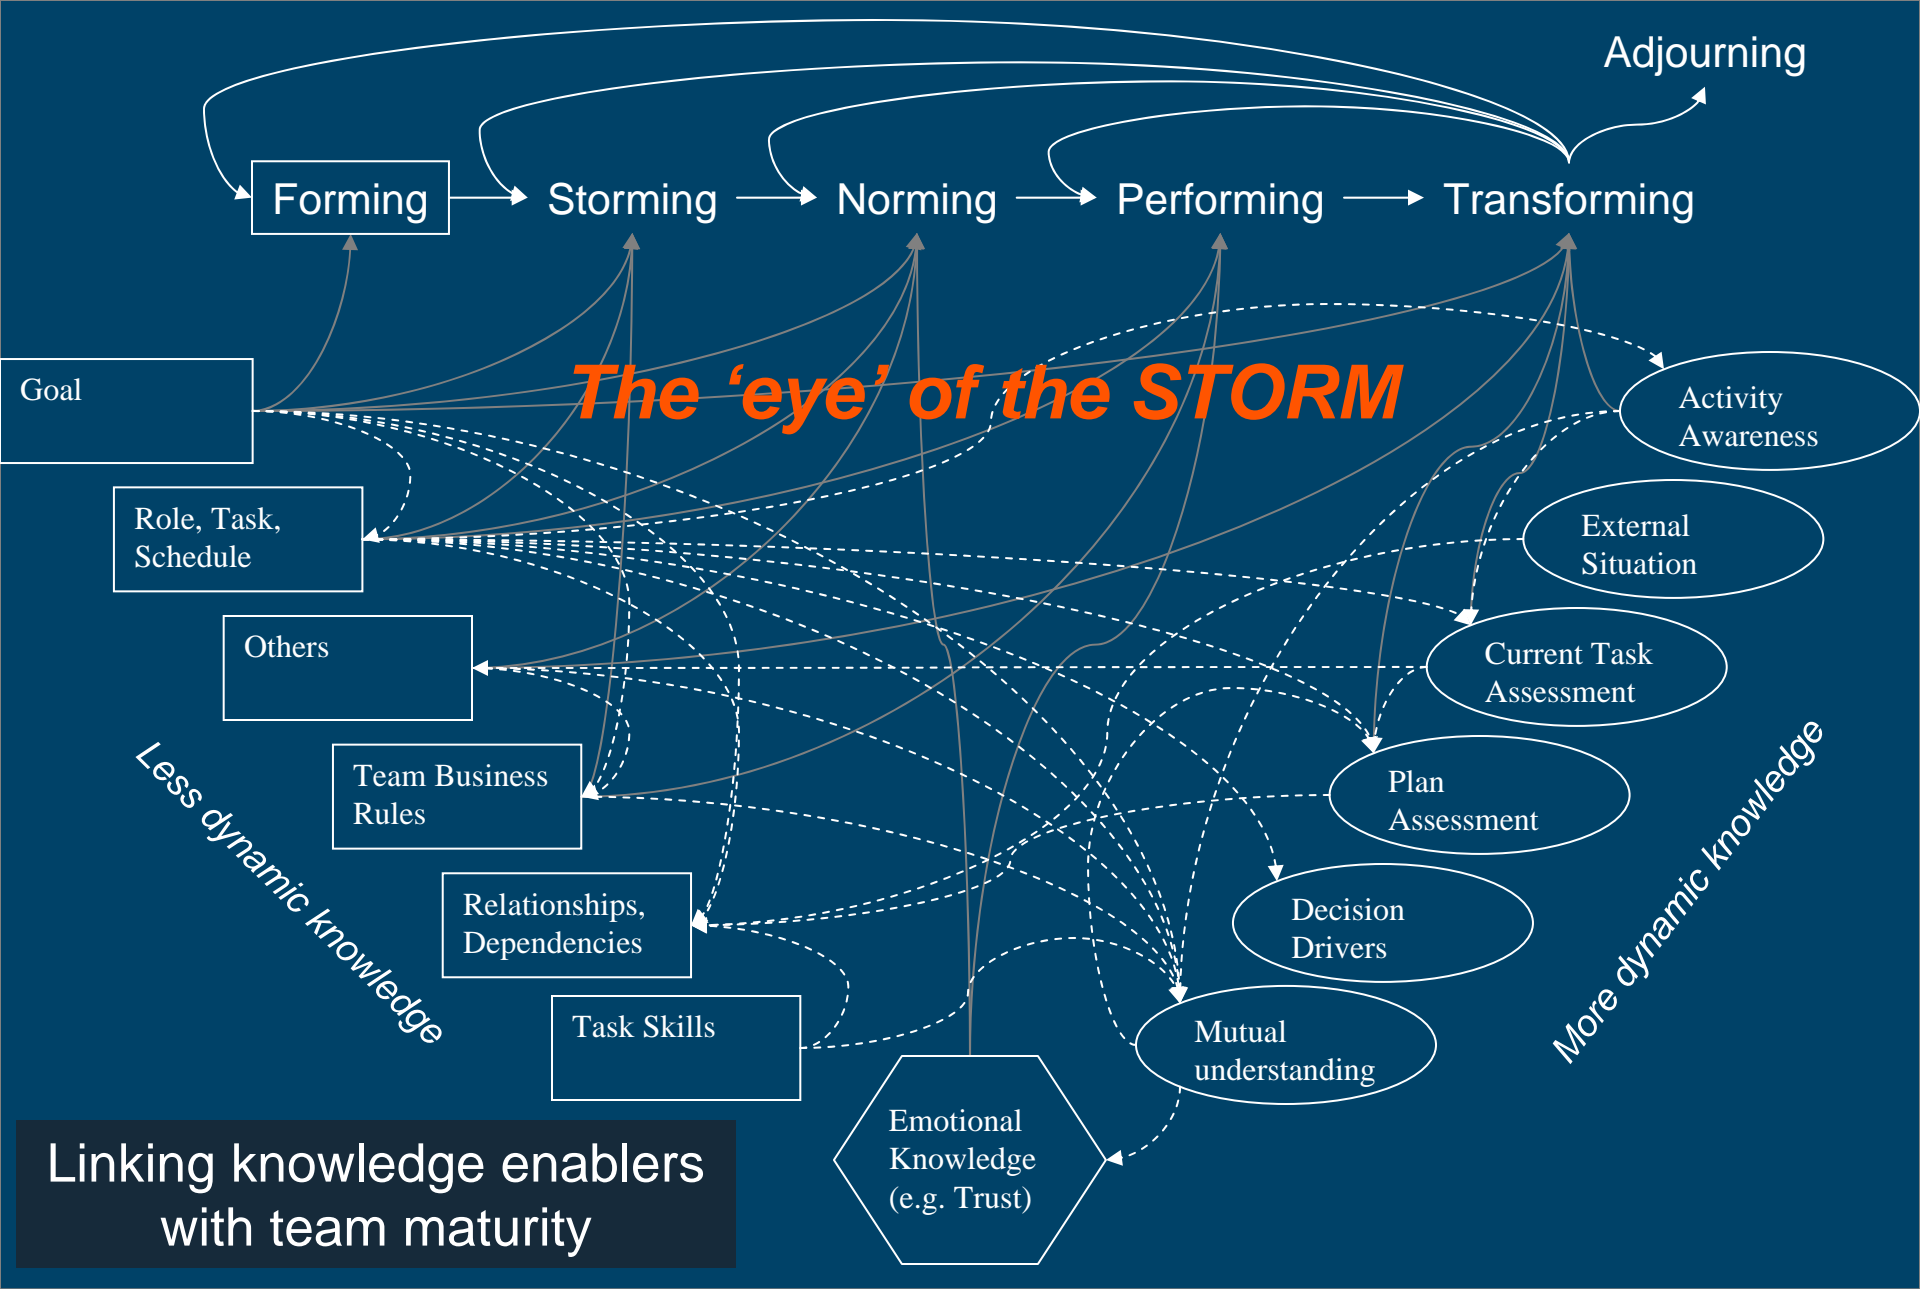 Adjourning
Forming
Storming
Norming
Performing
Transforming
The ‘eye’ of the STORM
Goal
Activity
Awareness
Role, Task,
Schedule
External
Situation
Others
Current Task
Assessment
Team Business
Rules
Plan
Assessment
Less dynamic knowledge
More dynamic knowledge
Relationships,
Dependencies
Decision
Drivers
Task Skills
Mutual
understanding
Emotional
Knowledge
(e.g. Trust)
Linking knowledge enablers
with team maturity